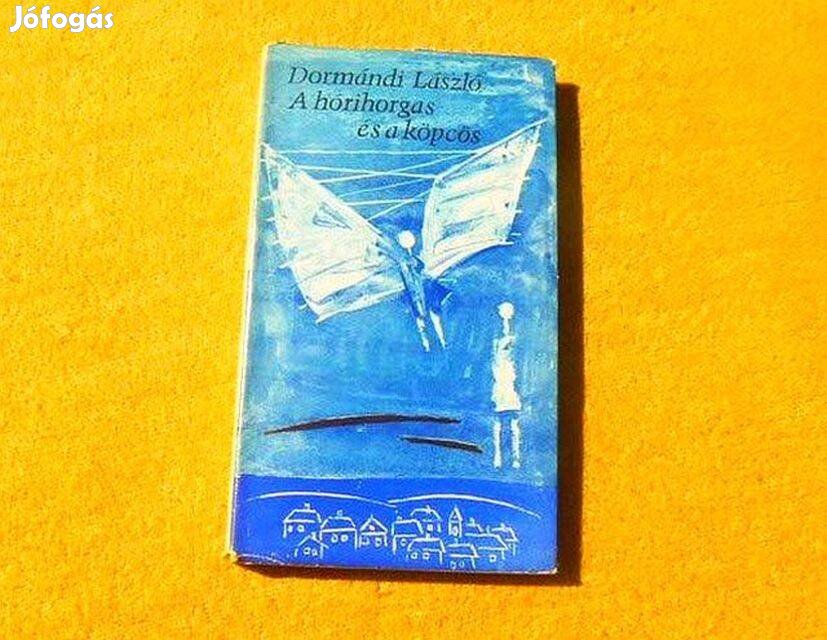 Jófogás
Dormándi László
A hórihorgas
és a köpcös